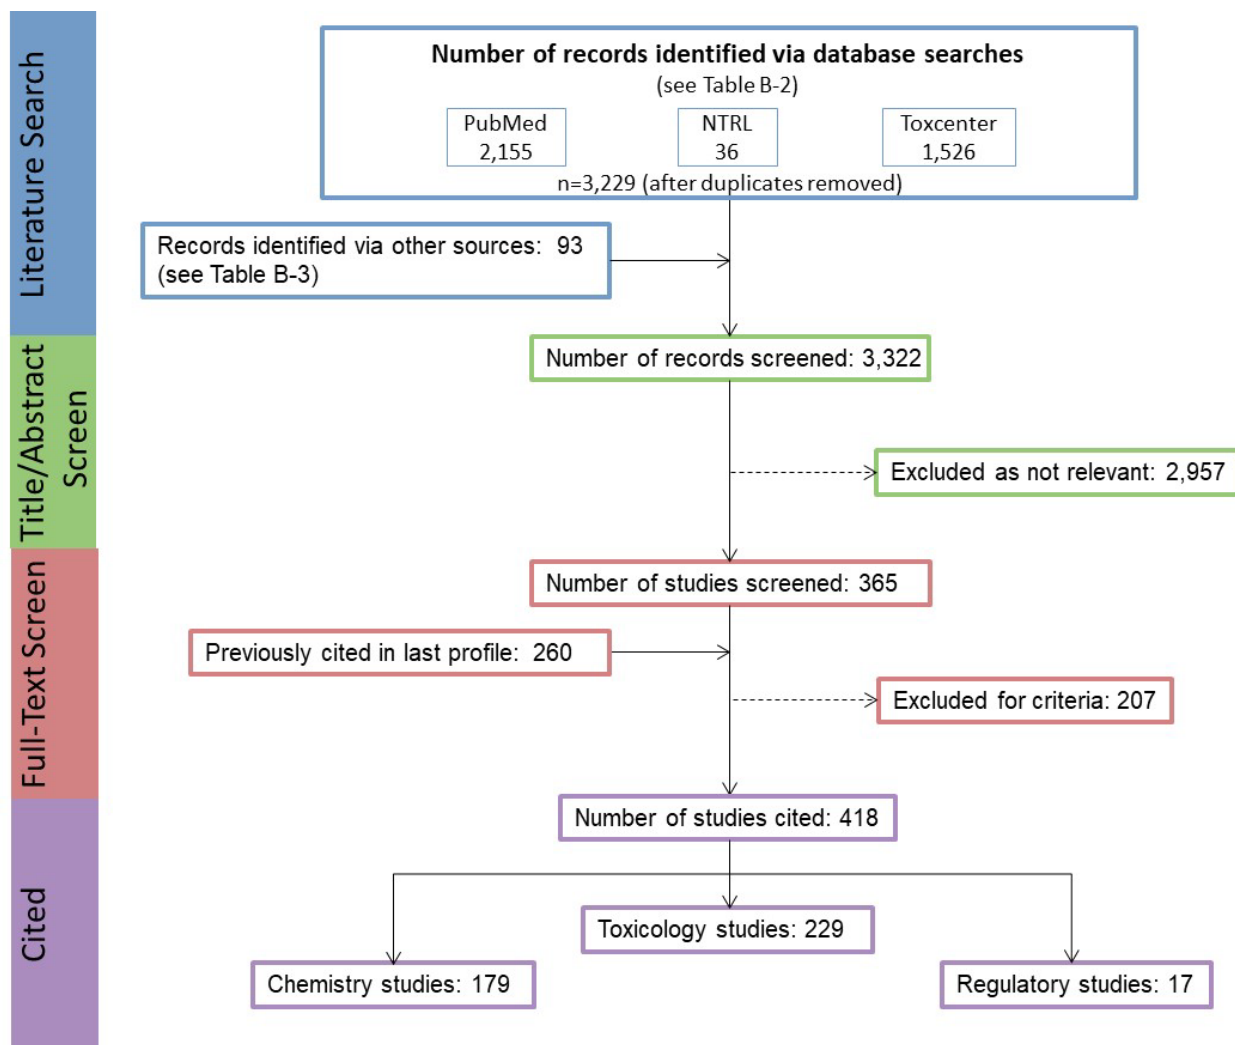 Literature Search
Number of records identified via database searches
(see Table B-2)
PubMed
2,155
NTRL
36
Toxcenter
1,526
n=3,229 (after duplicates removed)
Records identified via other sources: 93
(see Table B-3)
Title/Abstract
Screen
Number of records screened: 3,322
Excluded as not relevant: 2,957
Full-Text Screen
Number of studies screened: 365
Previously cited in last profile: 260
Excluded for criteria: 207
Cited
Number of studies cited: 418
Toxicology studies: 229
Chemistry studies: 179
Regulatory studies: 17